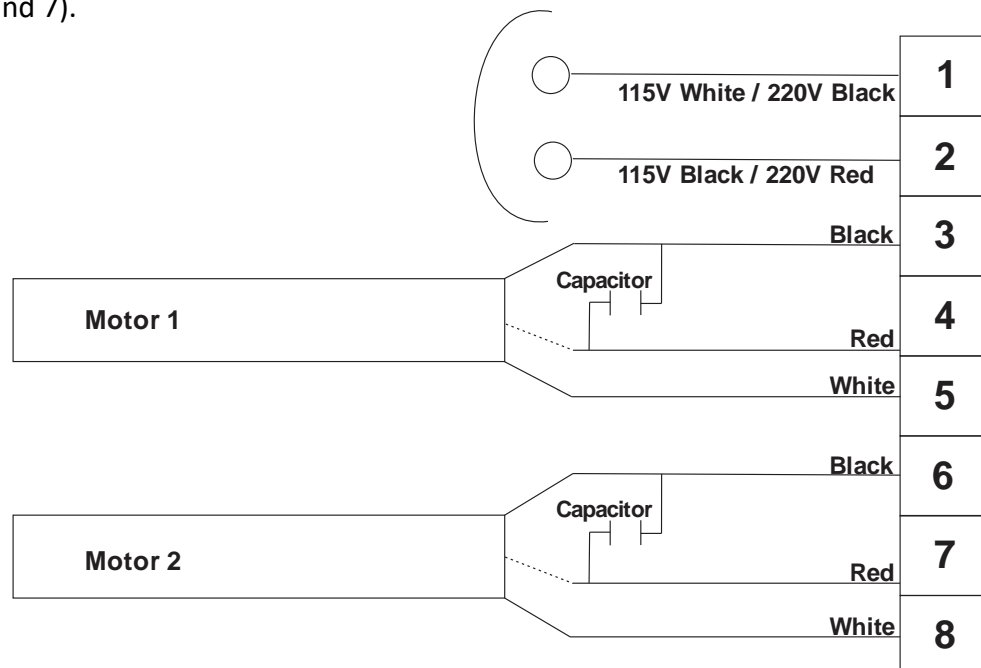 nd 7).
1
115V White / 220V Black
2
115V Black / 220V Red
Black
3
Capacitor
Motor 1
4
Red
White
5
Black
6
Capacitor
Motor 2
7
Red
White
8